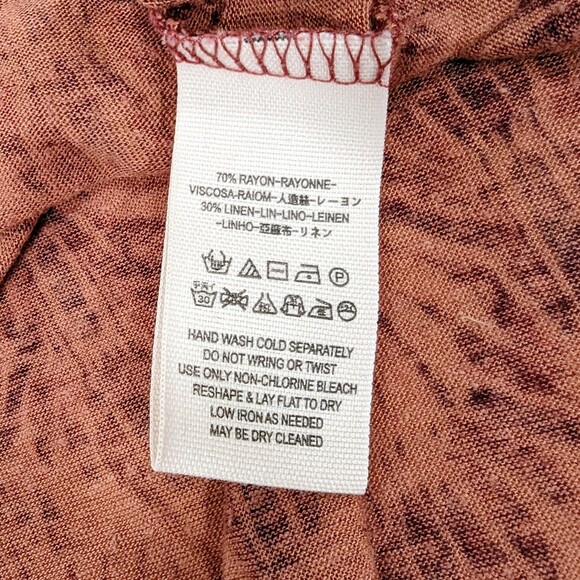 70% RAYON-RAYONNE-
VISCOSA-RAIOM-人造絲-レーヨン
30% LINEN-LIN-LINO-LEINEN
-LINHO-亞麻布-リネン
P
30
HAND WASH COLD SEPARATELY
DO NOT WRING OR TWIST
USE ONLY NON-CHLORINE BLEACH
RESHAPE & LAY FLAT TO DRY
LOW IRON AS NEEDED
MAY BE DRY CLEANED